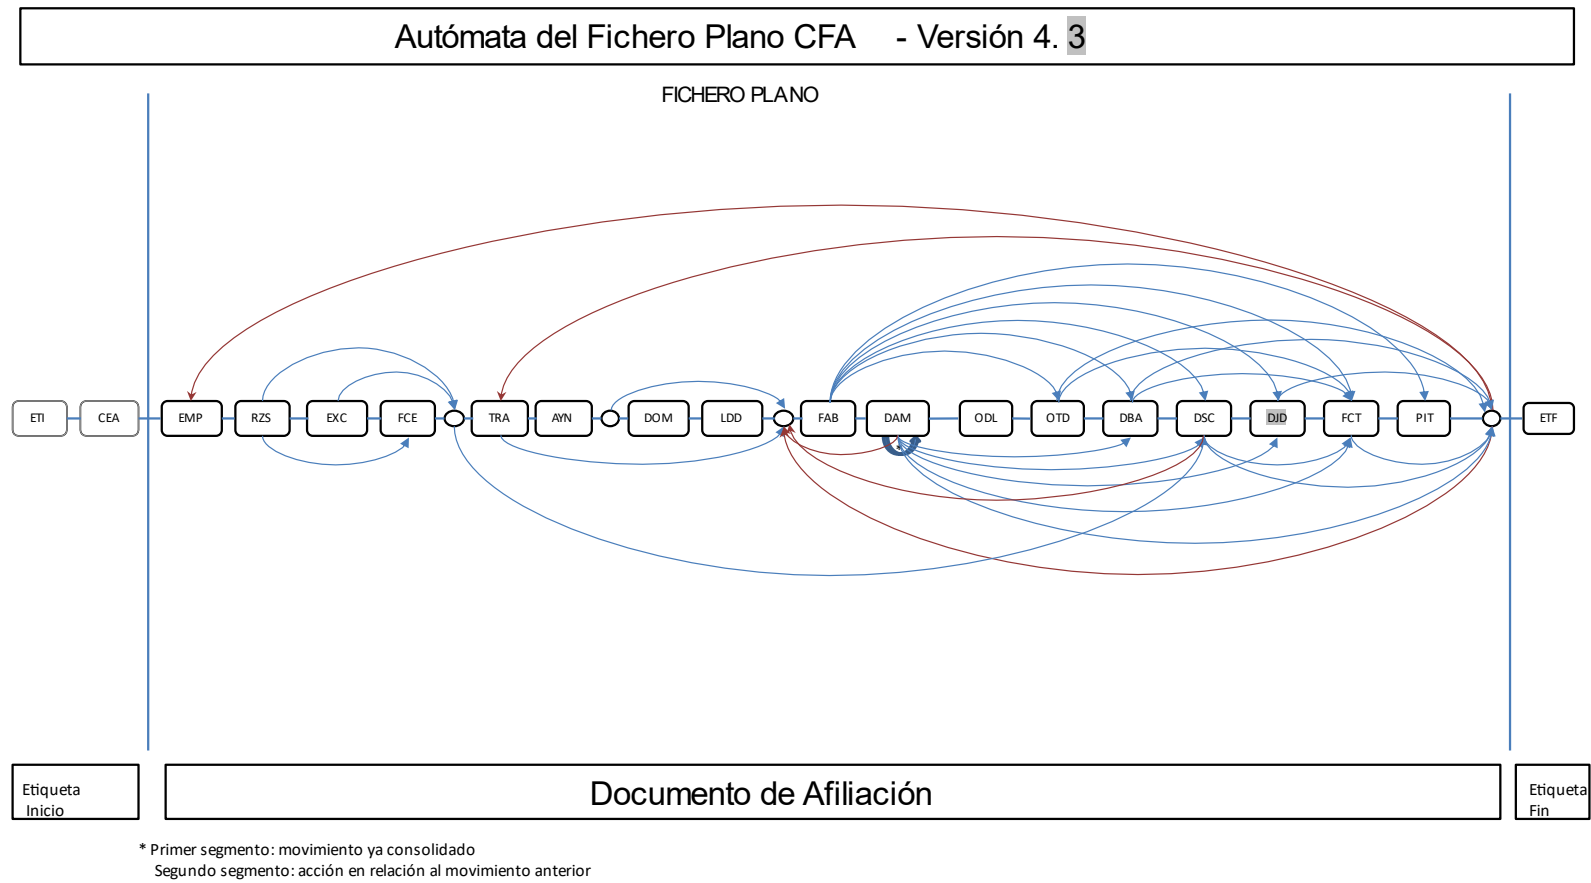 Autómata del Fichero Plano CFA - Versión 4. 3
FICHERO PLANO
ETI CEA EMP RZS EXC FCE TRA AYN DOM LDD FAB DAM ODL OTD DBA DSC DJD FCT PIT ETF
*
Etiqueta
Inicio
Documento de Afiliación
Etiqueta
Fin
* Primer segmento: movimiento ya consolidado
Segundo segmento: acción en relación al movimiento anterior